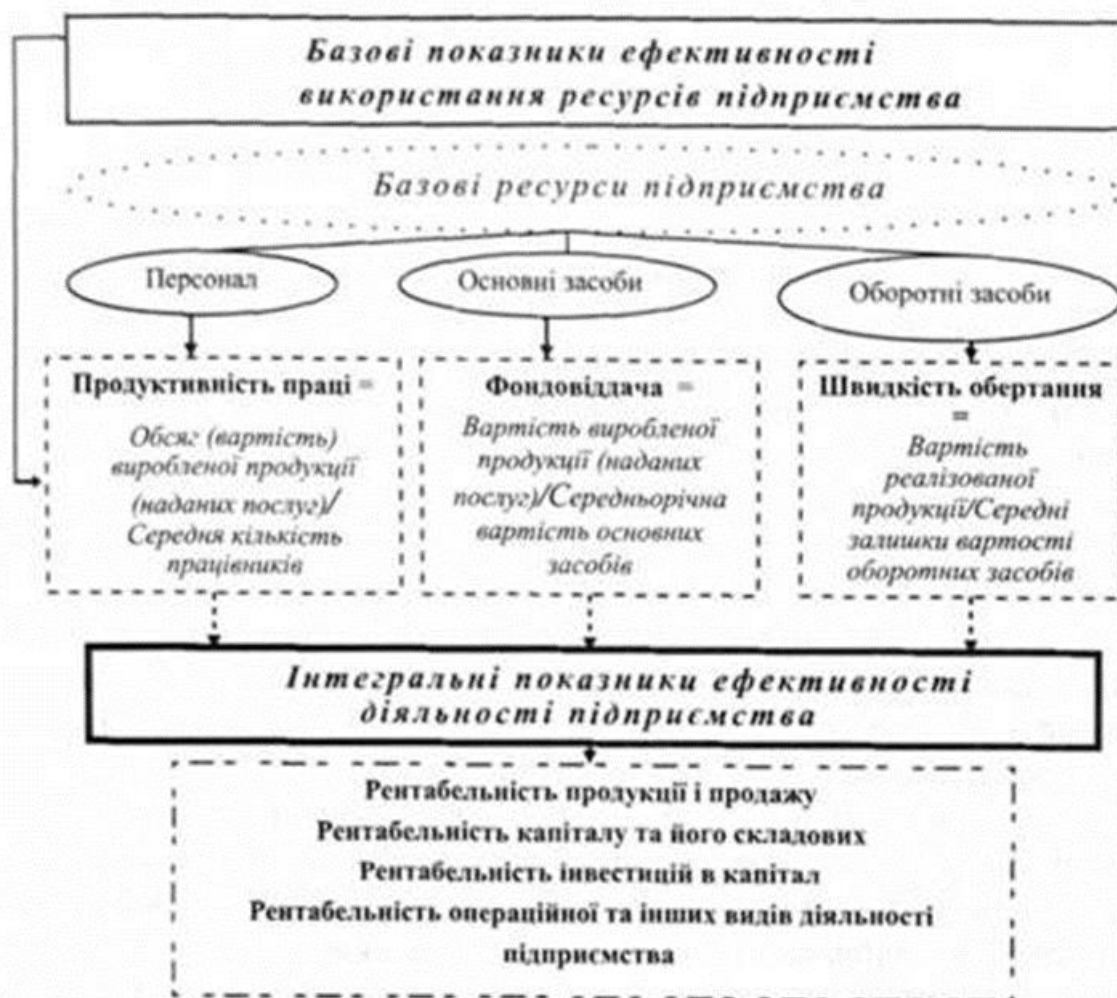 Базові показники ефективності
використання ресурсів підприємства
Базові ресурси підприємства
Персонал
Основні засоби
Оборотні засоби
Продуктивність праці =
Обсяг (вартість)
виробленої продукції
(наданих послуг)/
Середня кількість
працівників
Фондовіддача =
Вартість виробленої
продукції (наданих
послуг)/Середньорічна
вартість основних
засобів
Швидкість обертання
=
Вартість
реалізованої
продукції/Середні
залишки вартості
оборотних засобів
Інтегральні показники ефективності
діяльності підприємства
Рентабельність продукції і продажу
Рентабельність капіталу та його складових
Рентабельність інвестицій в капітал
Рентабельність операційної та інших видів діяльності
підприємства